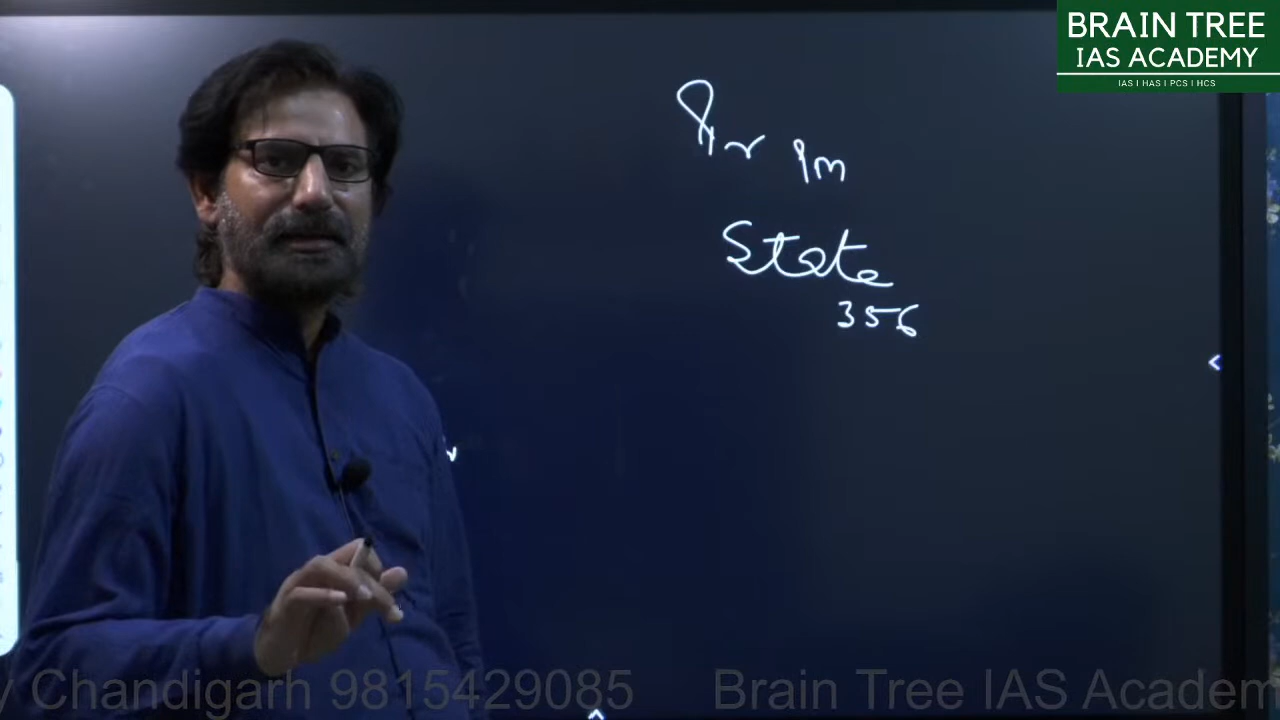 BRAIN TREE
IAS ACADEMY
IAS | HAS | PCS | HCS
Pr Im
State
356
y Chandigarh 9815429085 Brain Tree IAS Academ